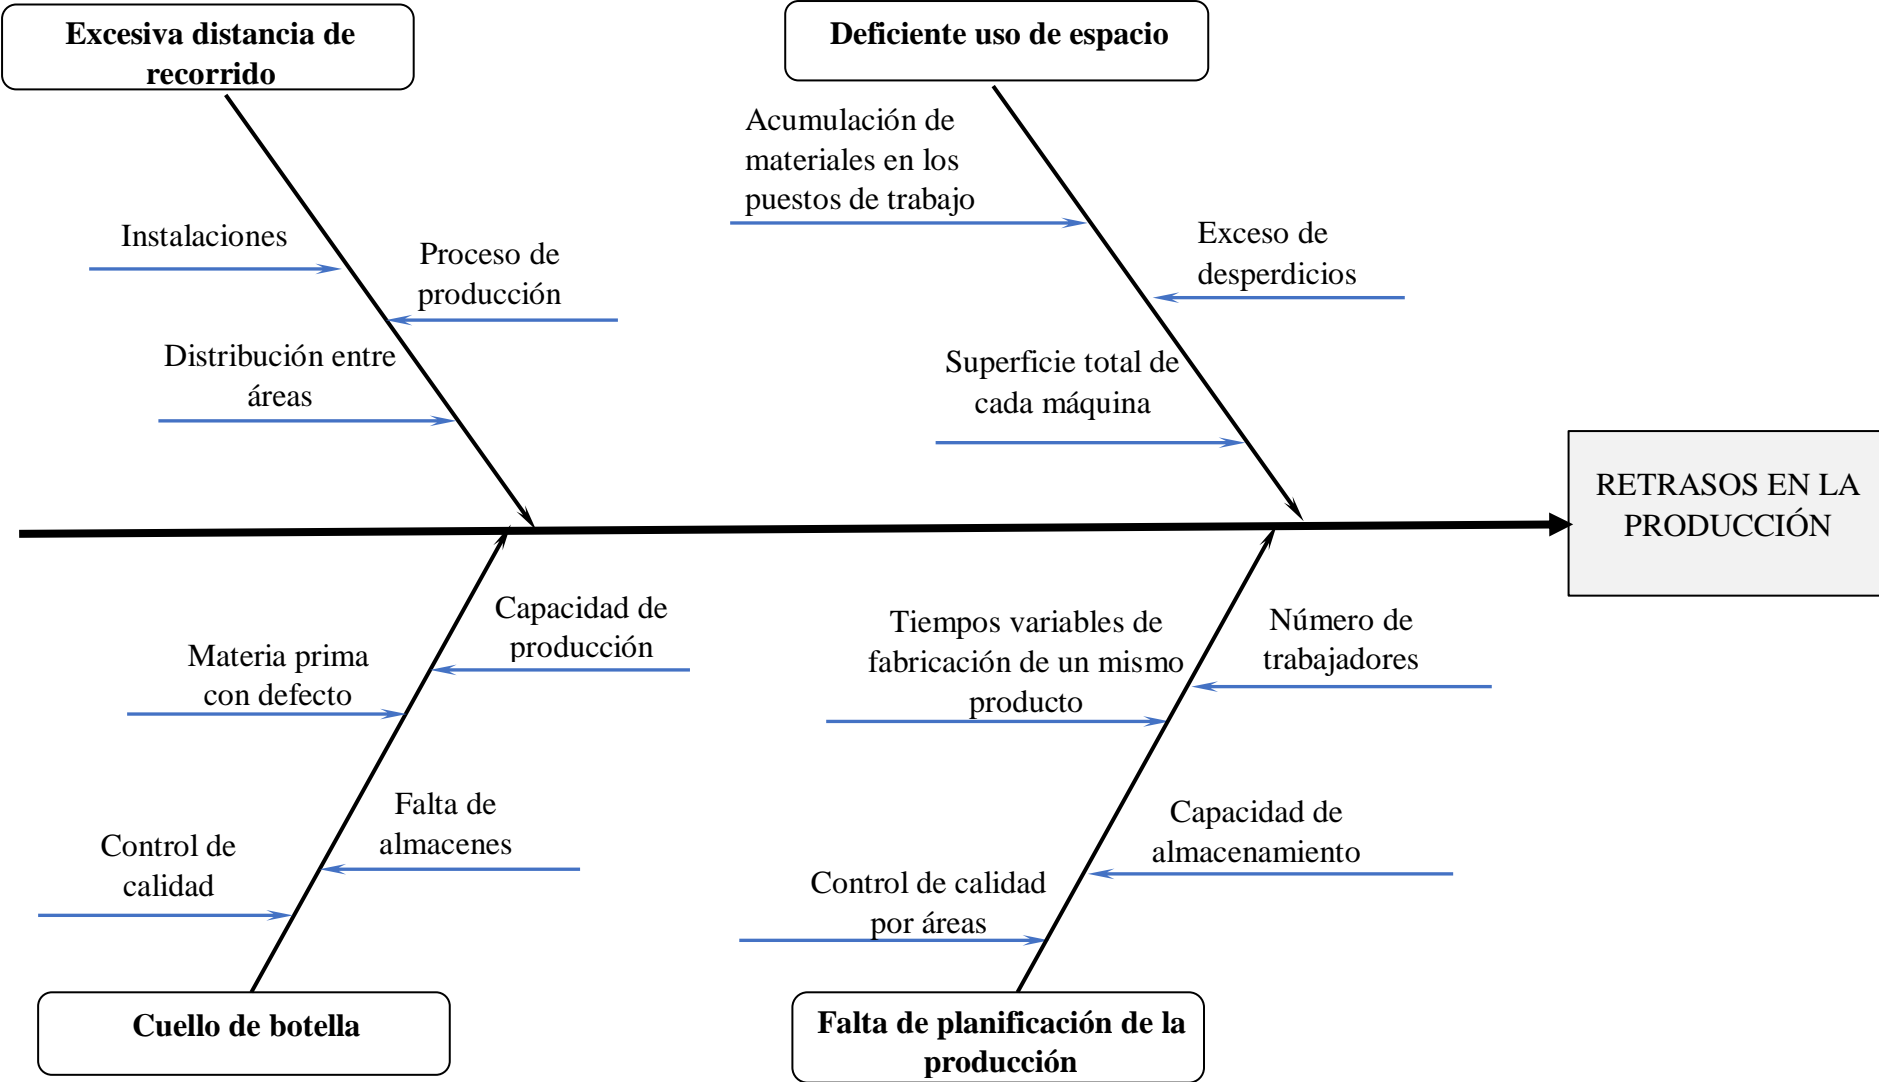 Excesiva distancia de
recorrido
Deficiente uso de espacio
Acumulación de
materiales en los
puestos de trabajo
Instalaciones
Proceso de
producción
Exceso de
desperdicios
Distribución entre
áreas
Superficie total de
cada máquina
RETRASOS EN LA
PRODUCCIÓN
Capacidad de
producción
Materia prima
con defecto
Tiempos variables de
fabricación de un mismo
producto
Número de
trabajadores
Falta de
almacenes
Control de
calidad
Capacidad de
almacenamiento
Control de calidad
por áreas
Cuello de botella
Falta de planificación de la
producción